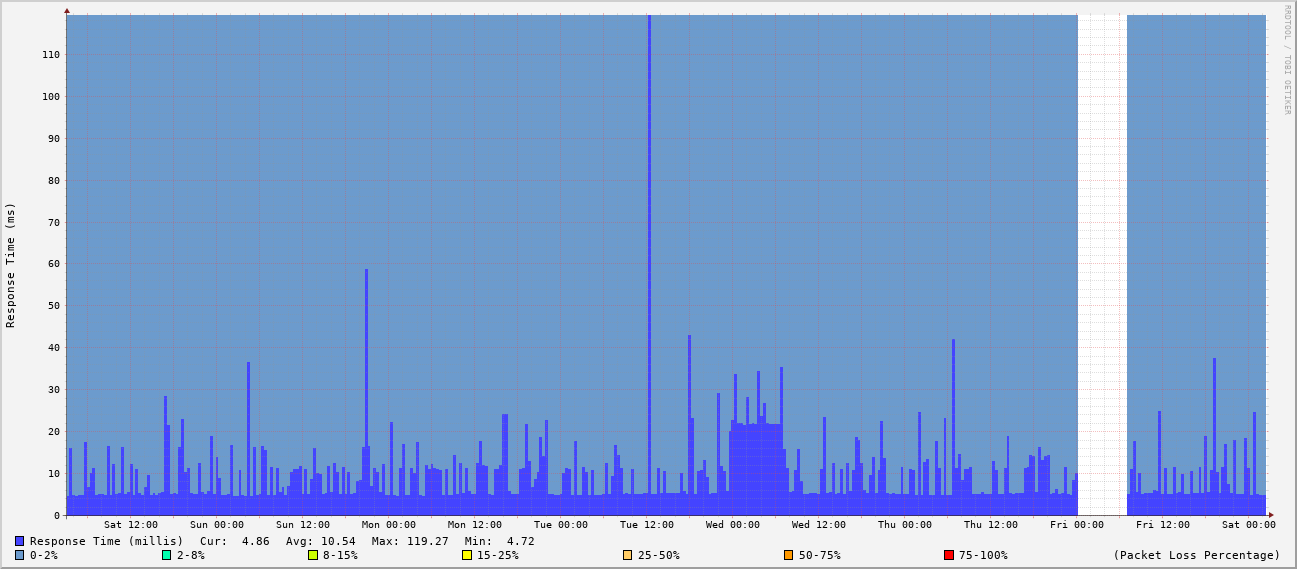 RRDTOOL / TOBI OETIKER
Response Time (ms)
110
100
90
80
70
60
50
40
30
20
10
0
Sat 12:00 Sun 00:00 Sun 12:00 Mon 00:00 Mon 12:00 Tue 00:00 Tue 12:00 Wed 00:00 Wed 12:00 Thu 00:00 Thu 12:00 Fri 00:00 Fri 12:00 Sat 00:00
Response Time (millis) Cur: 4.86 Avg: 10.54 Max: 119.27 Min: 4.72
0-2% 2-8% 8-15% 15-25% 25-50% 50-75% 75-100% (Packet Loss Percentage)